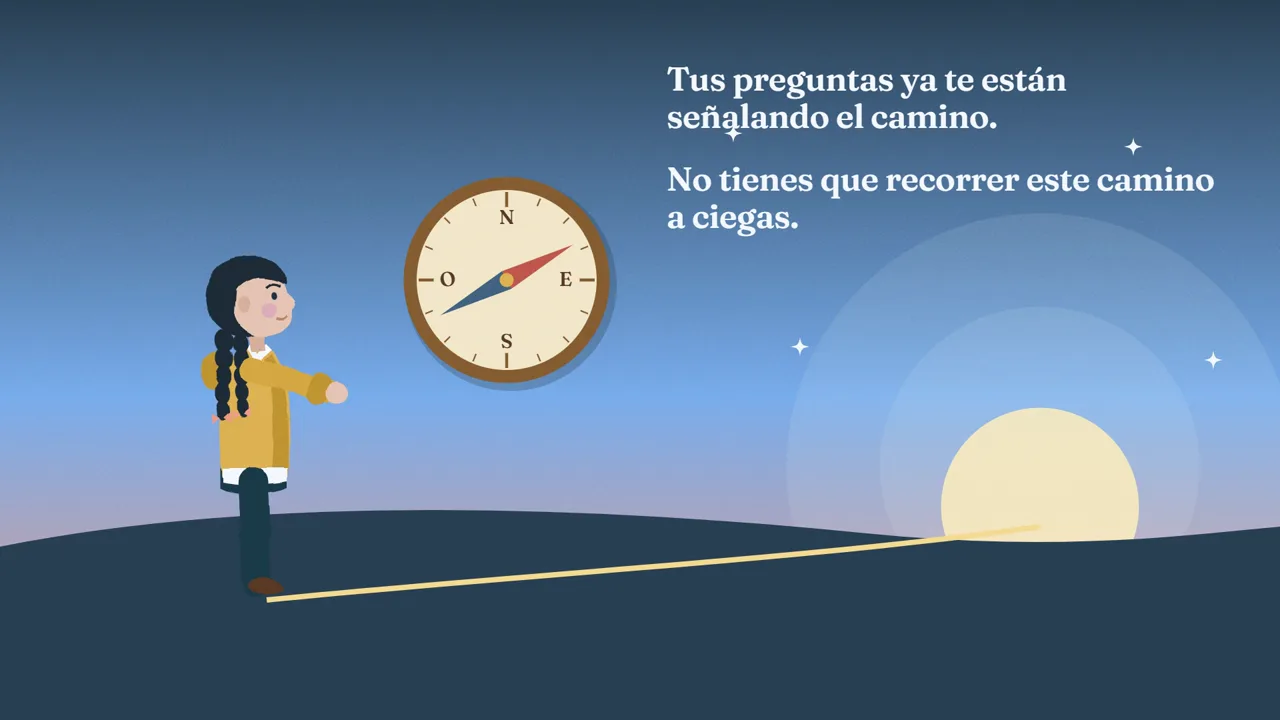 Tus preguntas ya te están
señalando el camino.
No tienes que recorrer este camino
a ciegas.
N
O
E
S